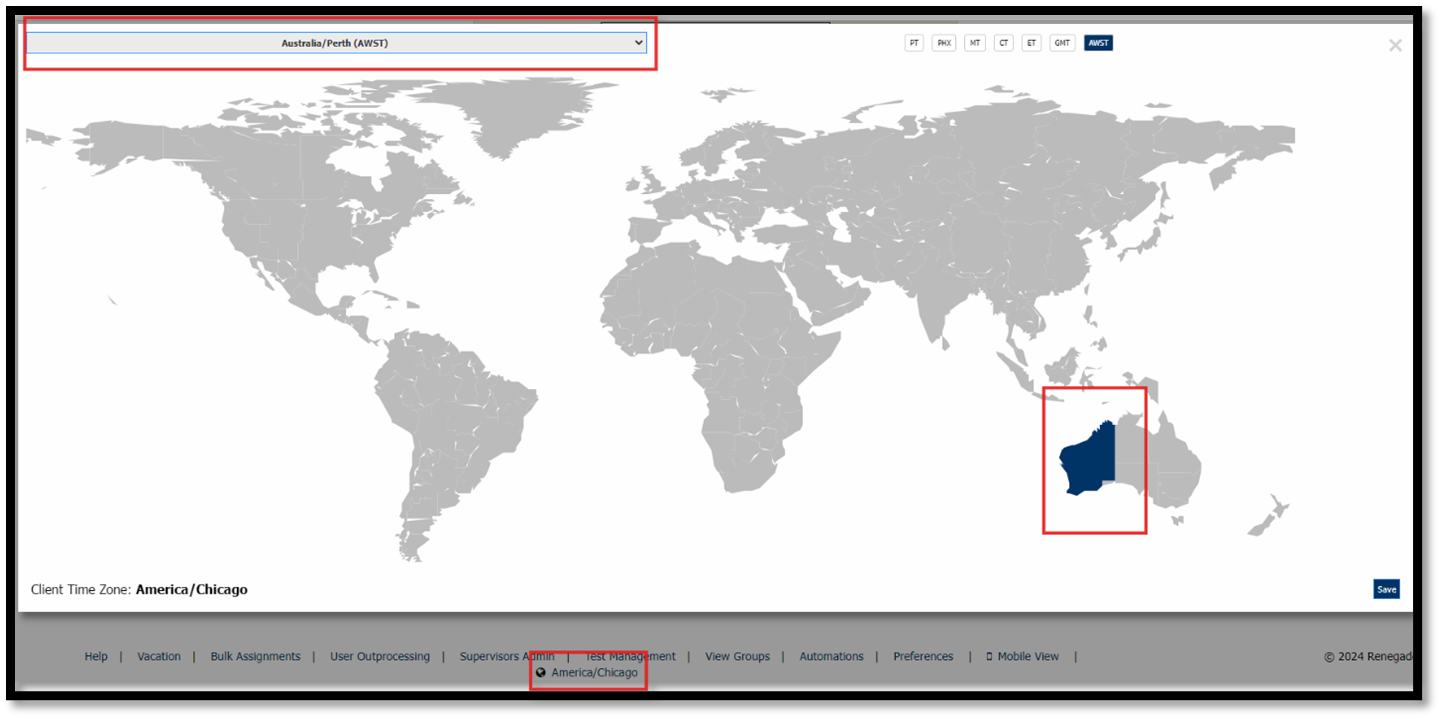 Australia/Perth (AWST)
PT PHX MT CT ET GMT AWST
Client Time Zone: America/Chicago
Save
Help | Vacation | Bulk Assignments | User Outprocessing | Supervisors Admin | Test Management | View Groups | Automations | Preferences | Mobile View | © 2024 Renegad
America/Chicago